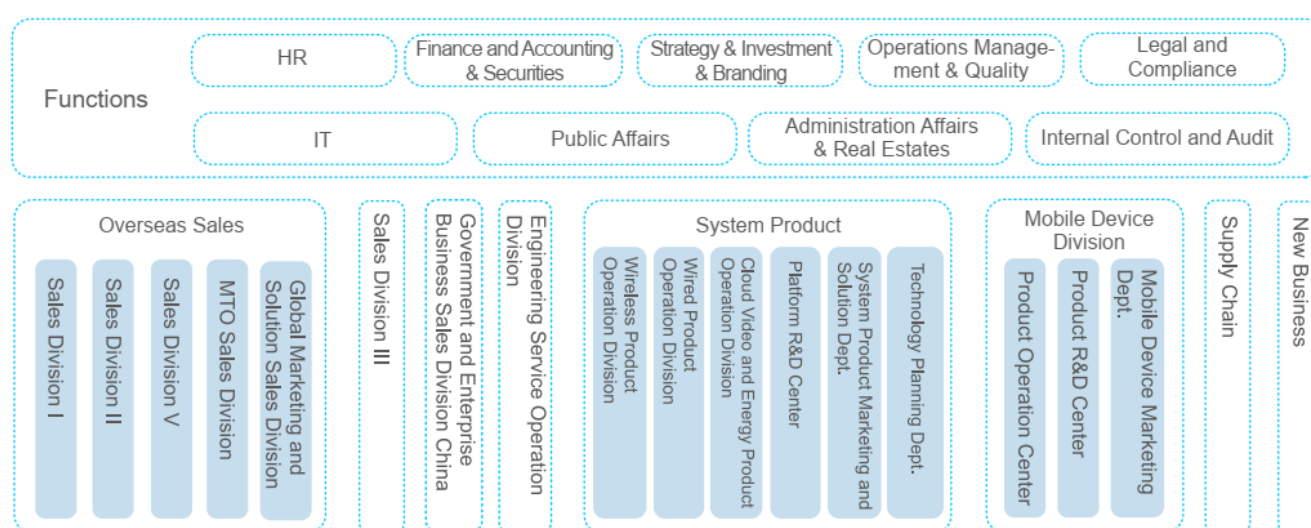 Functions
HR
Finance and Accounting
& Securities
Strategy & Investment
& Branding
Operations Manage-
ment & Quality
Legal and
Compliance
IT
Public Affairs
Administration Affairs
& Real Estates
Internal Control and Audit
Overseas Sales
Sales Division I
Sales Division II
Sales Division V
MTO Sales Division
Global Marketing and
Solution Sales Division
Sales Division III
Government and Enterprise
Business Sales Division China
Engineering Service Operation
Division
System Product
Wireless Product
Operation Division
Wired Product
Operation Division
Cloud Video and Energy Product
Operation Division
Platform R&D Center
System Product Marketing and
Solution Dept.
Technology Planning Dept.
Mobile Device
Division
Product Operation Center
Product R&D Center
Mobile Device Marketing
Dept.
Supply Chain
New Business